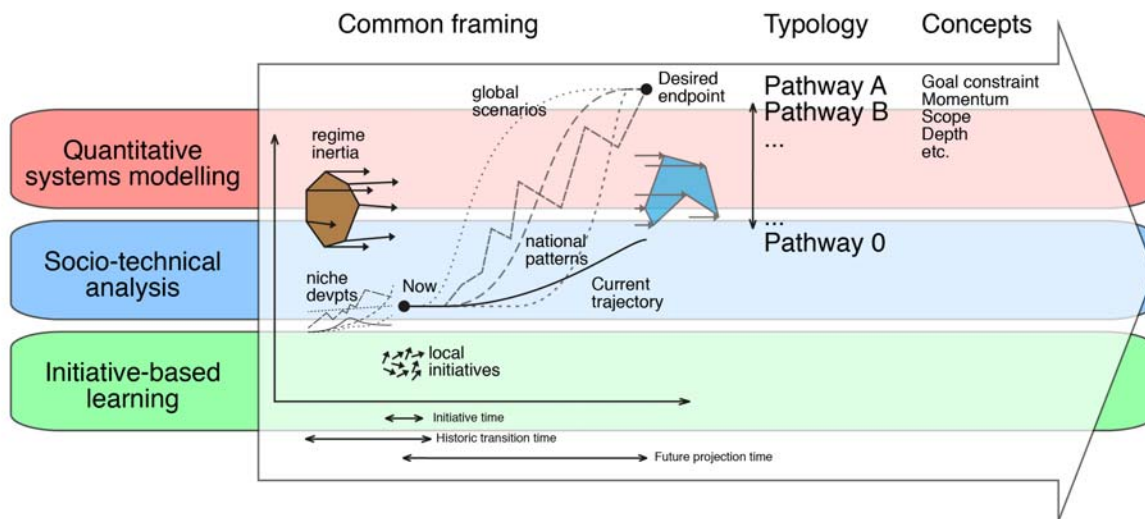 Common framing
Typology
Concepts
Quantitative
systems modelling
Socio-technical
analysis
Initiative-based
learning
regime
inertia
global
scenarios
Desired
endpoint
niche
devpts
Now
national
patterns
Current
trajectory
local
initiatives
Initiative time
Historic transition time
Future projection time
Pathway A
Pathway B
...
...
Pathway 0
Goal constraint
Momentum
Scope
Depth
etc.